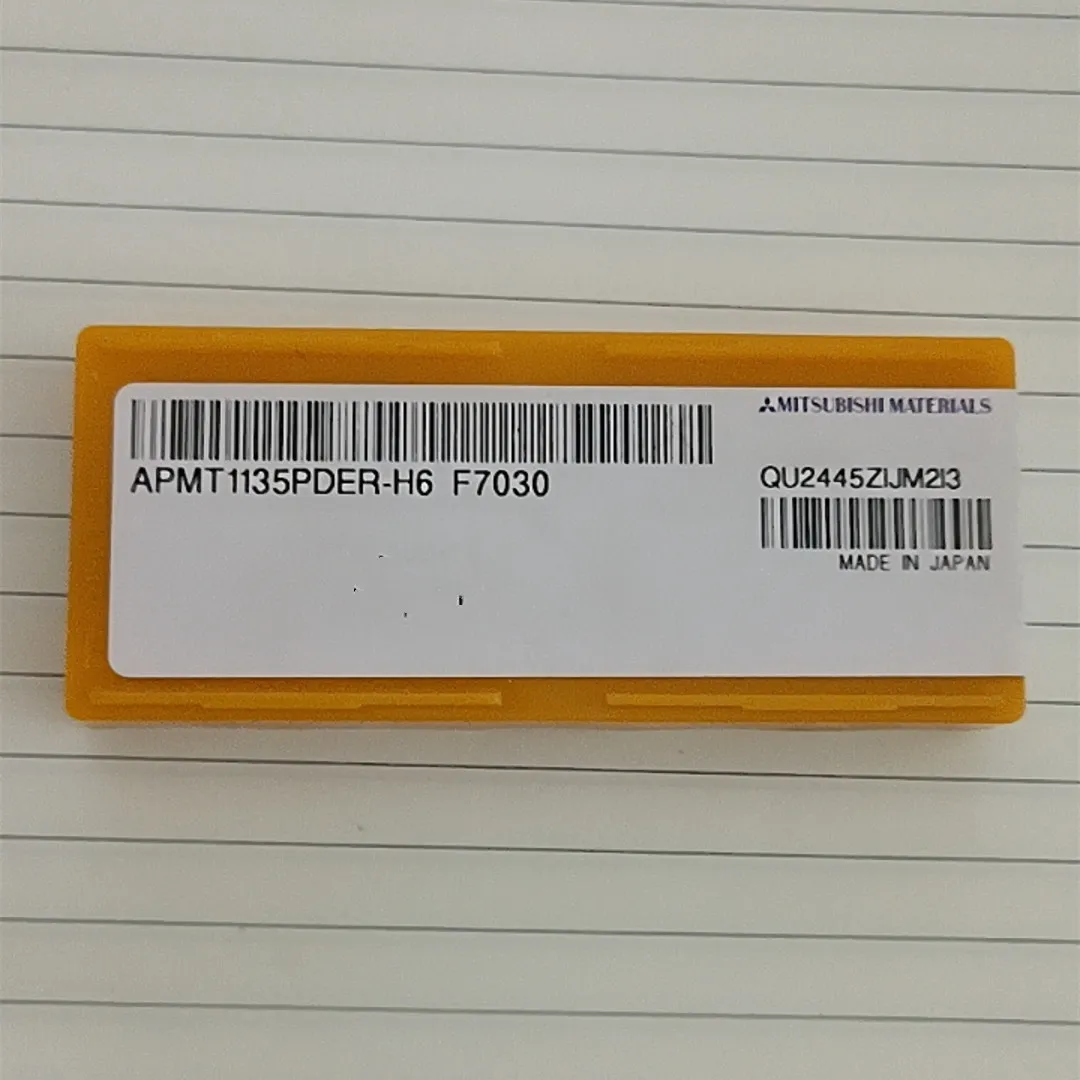 MITSUBISHI MATERIALS
APMT1135PDER-H6 F7030
QU2445ZIJM2I3
MADE IN JAPAN